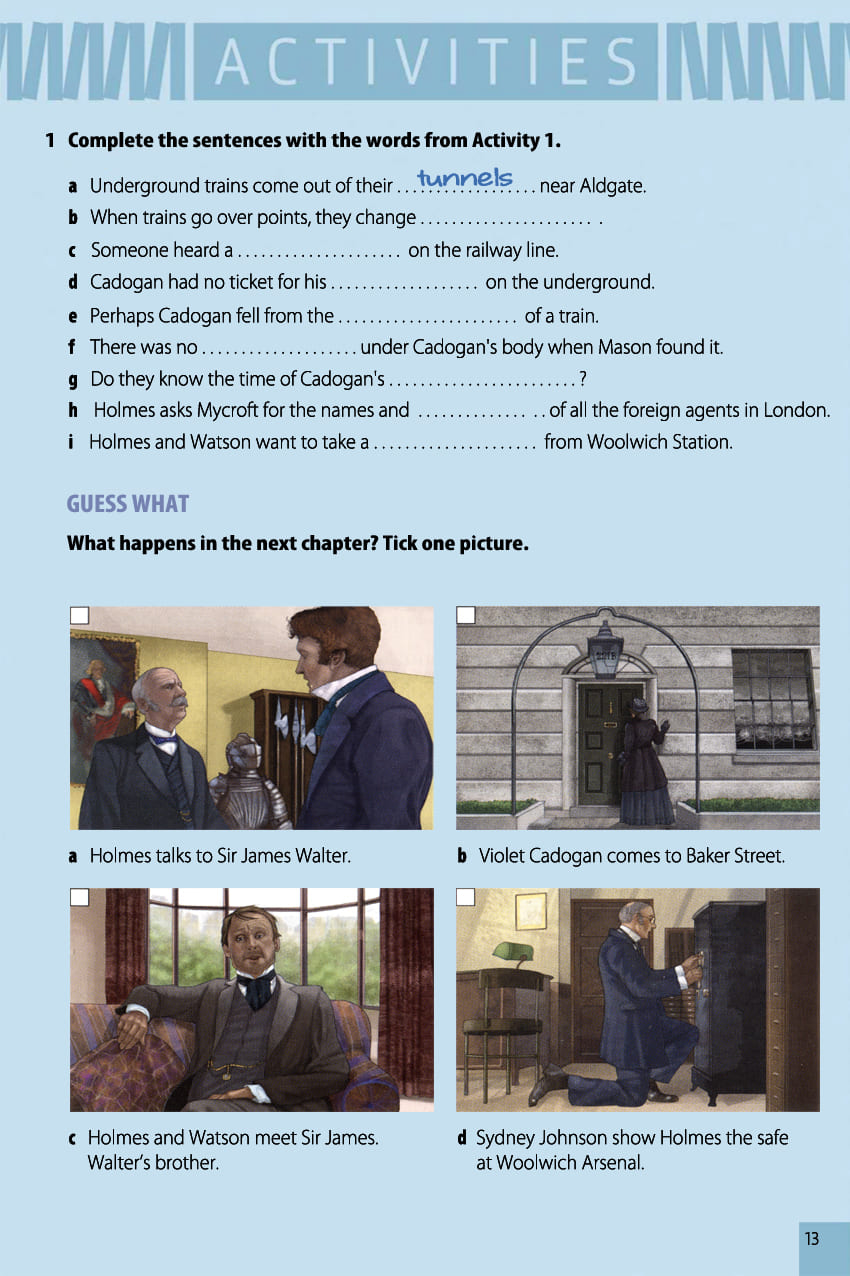 ACTIVITIES
1 Complete the sentences with the words from Activity 1.
a Underground trains come out of their . . . tunnels . . . near Aldgate.
b When trains go over points, they change . . . . . . . . . . . . . . . . . . . . . . .
c Someone heard a . . . . . . . . . . . . . . . . . . . . . on the railway line.
d Cadogan had no ticket for his . . . . . . . . . . . . . . . . . . . on the underground.
e Perhaps Cadogan fell from the . . . . . . . . . . . . . . . . . . . . . . . of a train.
f There was no . . . . . . . . . . . . . . . . . . . . under Cadogan's body when Mason found it.
g Do they know the time of Cadogan's . . . . . . . . . . . . . . . . . . . . . . . . ?
h Holmes asks Mycroft for the names and . . . . . . . . . . . . . . . . of all the foreign agents in London.
i Holmes and Watson want to take a . . . . . . . . . . . . . . . . . . . . . from Woolwich Station.
GUESS WHAT
What happens in the next chapter? Tick one picture.
221B
a Holmes talks to Sir James Walter.
b Violet Cadogan comes to Baker Street.
c Holmes and Watson meet Sir James.
Walter's brother.
d Sydney Johnson show Holmes the safe
at Woolwich Arsenal.
13